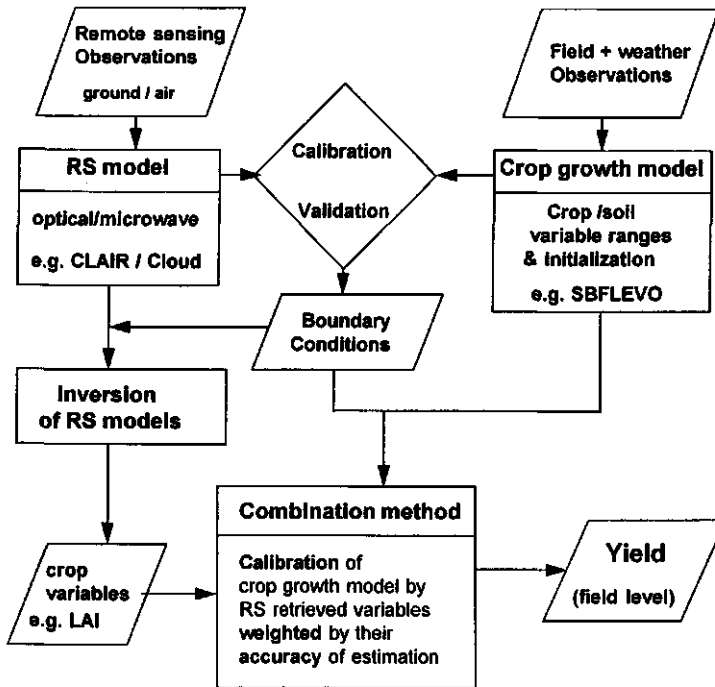 Remote sensing
Observations
ground / air
Field + weather
Observations
RS model
optical/microwave
e.g. CLAIR / Cloud
Calibration
Validation
Crop growth model
Crop /soil
variable ranges
& initialization
e.g. SBFLEVO
Boundary
Conditions
Inversion
of RS models
crop
variables
e.g. LAI
Combination method
Calibration of
crop growth model by
RS retrieved variables
weighted by their
accuracy of estimation
Yield
(field level)